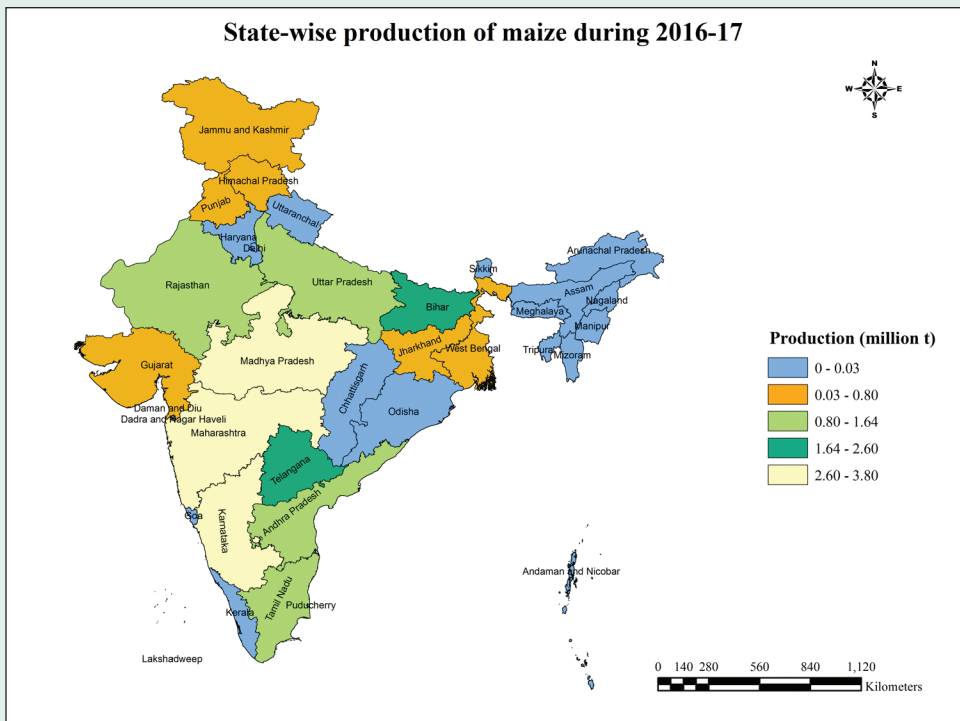 State-wise production of maize during 2016-17
N
W E
S
Jammu and Kashmir
Himachal Pradesh
Punjab
Uttaranchal
Haryana
Delhi
Arunachal Pradesh
Sikkim
Rajasthan
Uttar Pradesh
Assam
Nagaland
Bihar
Meghalaya
Manipur
Jharkhand
West Bengal
Tripura
Mizoram
Gujarat
Madhya Pradesh
Chhattisgarh
Odisha
Daman and Diu
Dadra and Nagar Haveli
Maharashtra
Telangana
Andhra Pradesh
Goa
Karnataka
Andaman and Nicobar
Tamil Nadu
Puducherry
Kerala
Lakshadweep
Production (million t)
0 - 0.03
0.03 - 0.80
0.80 - 1.64
1.64 - 2.60
2.60 - 3.80
0 140 280 560 840 1,120
Kilometers